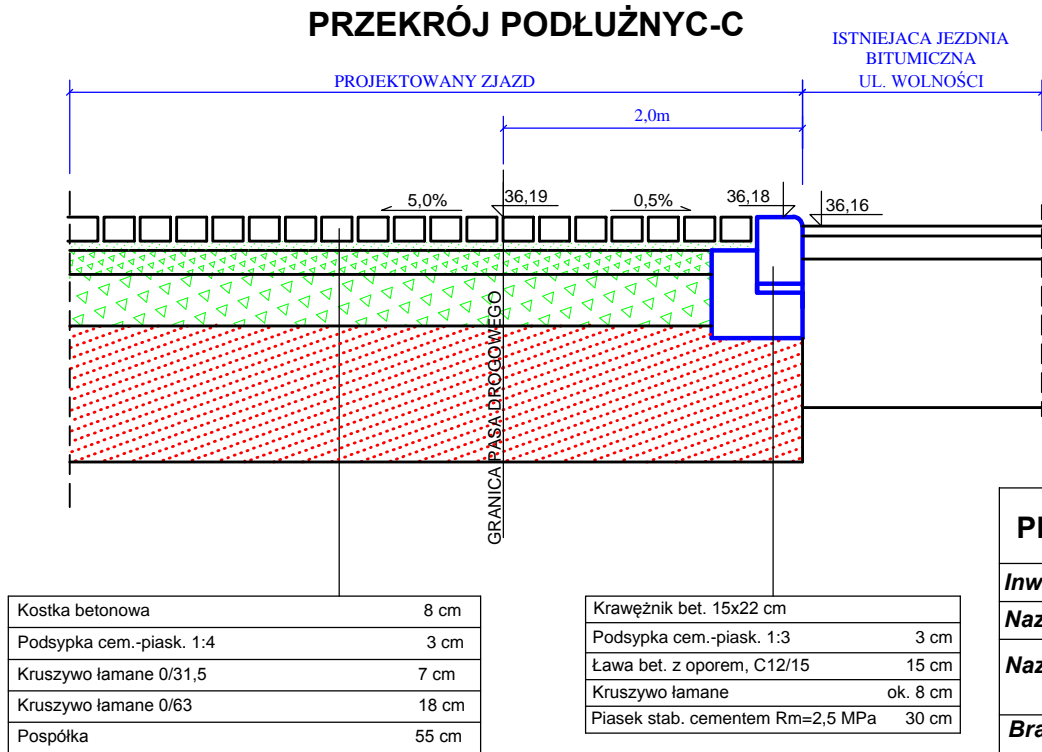 PRZEKRÓJ PODŁUŻNYC-C
ISTNIEJACA JEZDNIA
BITUMICZNA
UL. WOLNOŚCI
PROJEKTOWANY ZJAZD
2,0m
5,0%
36,19
0,5%
36,18
36,16
GRANICA PASA DROGOWEGO
Kostka betonowa 8 cm
Podsypka cem.-piask. 1:4 3 cm
Kruszywo łamane 0/31,5 7 cm
Kruszywo łamane 0/63 18 cm
Pospółka 55 cm
Krawężnik bet. 15x22 cm
Podsypka cem.-piask. 1:3 3 cm
Ława bet. z oporem, C12/15 15 cm
Kruszywo łamane ok. 8 cm
Piasek stab. cementem Rm=2,5 MPa 30 cm
Inw
Naz
Naz
Bra